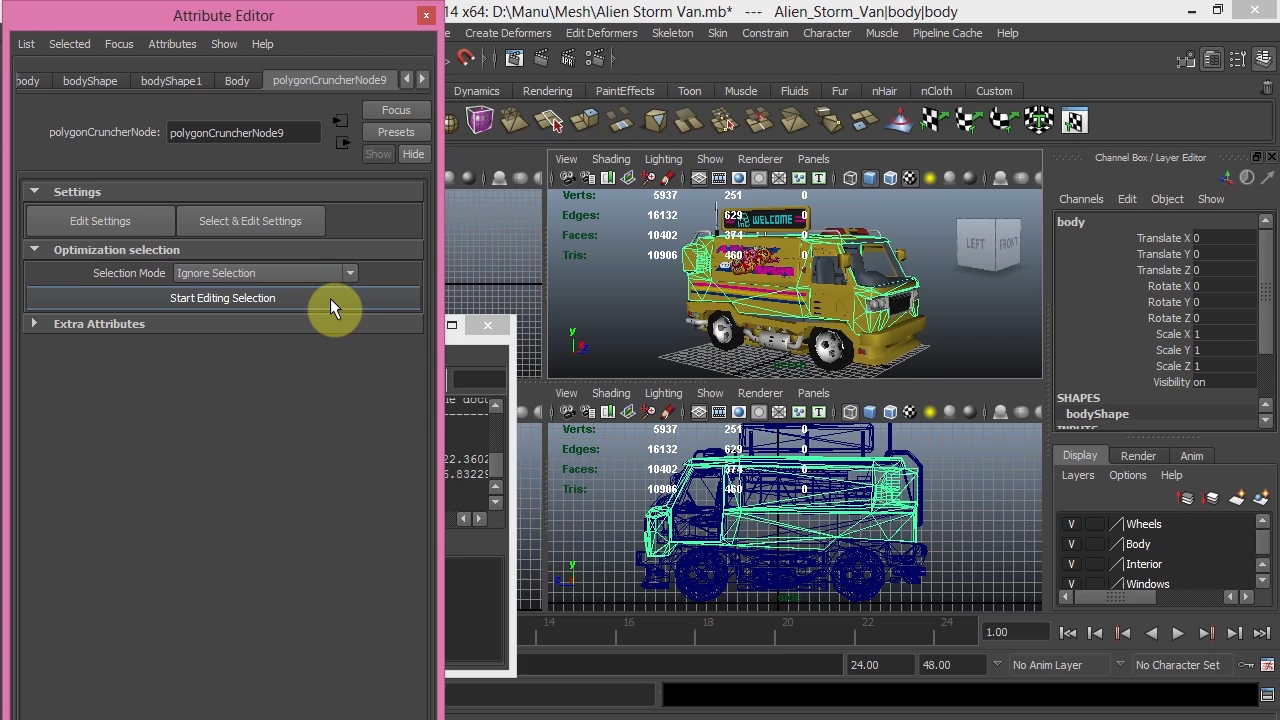 Attribute Editor
14 x64: D:\Manu\Mesh\Alien Storm Van.mb* --- Alien_Storm_Van|body|body
List Selected Focus Attributes Show Help
Create Deformers Edit Deformers Skeleton Skin Constrain Character Muscle Pipeline Cache Help
body bodyShape bodyShape1 Body polygonCruncherNode9
Dynamics Rendering PaintEffects Toon Muscle Fluids Fur nHair nCloth Custom
Focus
polygonCruncherNode: polygonCruncherNode9
Presets
Show Hide
Settings
Edit Settings Select & Edit Settings
Optimization selection
Selection Mode Ignore Selection
Start Editing Selection
Extra Attributes
View Shading Lighting Show Renderer Panels
Verts: 5937 251 0
Edges: 16132 629 0
Faces: 10402 374 0
Tris: 10906 460 0
WELCOME
LEFT FRONT
y
View Shading Lighting Show Renderer Panels
Verts: 5937 251 0
Edges: 16132 629 0
Faces: 10402 374 0
Tris: 10906 460 0
y
Channel Box / Layer Editor
Channels Edit Object Show
body
Translate X 0
Translate Y 0
Translate Z 0
Rotate X 0
Rotate Y 0
Rotate Z 0
Scale X 1
Scale Y 1
Scale Z 1
Visibility on
SHAPES
bodyShape
INPUTS
Display Render Anim
Layers Options Help
V Wheels
V Body
V Interior
V Windows
14 16 18 20 22 24 1.00
24.00 48.00 No Anim Layer No Character Set